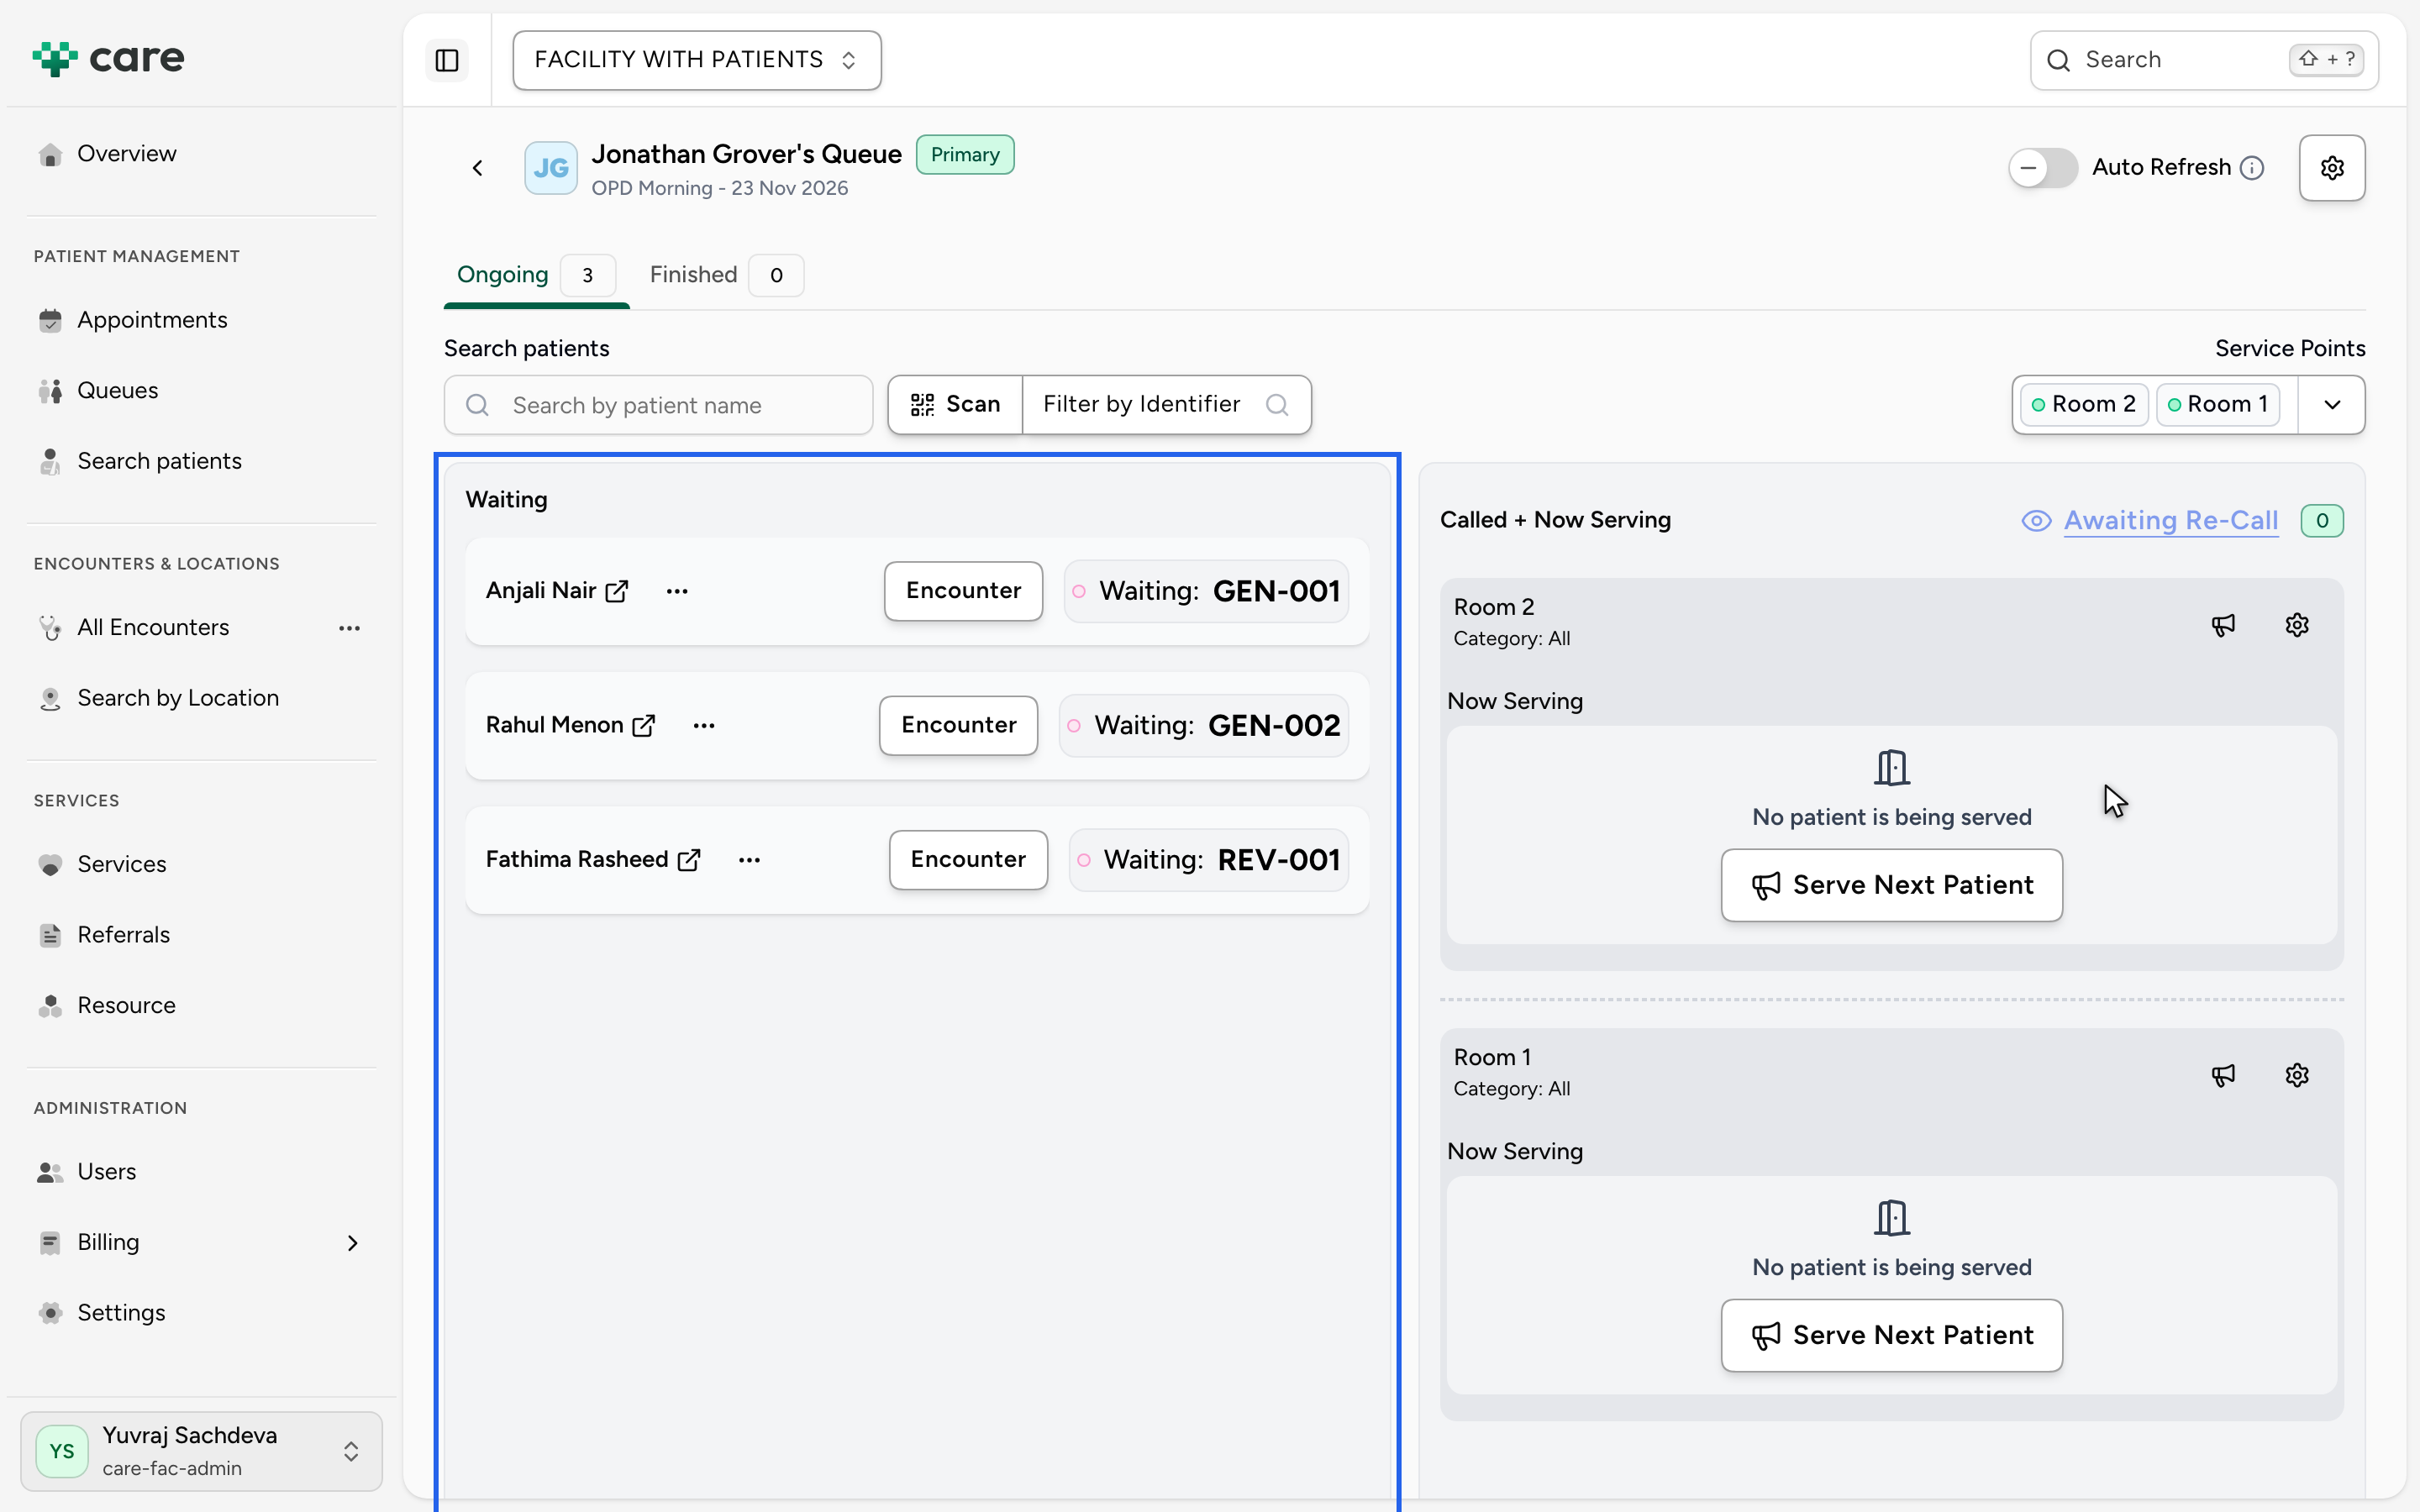 care
Overview
PATIENT MANAGEMENT
Appointments
Queues
Search patients
ENCOUNTERS & LOCATIONS
All Encounters
Search by Location
SERVICES
Services
Referrals
Resource
ADMINISTRATION
Users
Billing
Settings
YS
Yuvraj Sachdeva
care-fac-admin
FACILITY WITH PATIENTS
Search
+ ?
JG
Jonathan Grover's Queue Primary
OPD Morning - 23 Nov 2026
Auto Refresh
Ongoing 3 Finished 0
Search patients
Service Points
Search by patient name
Scan Filter by Identifier
Room 2 Room 1
Waiting
Anjali Nair Encounter Waiting: GEN-001
Rahul Menon Encounter Waiting: GEN-002
Fathima Rasheed Encounter Waiting: REV-001
Called + Now Serving Awaiting Re-Call 0
Room 2
Category: All
Now Serving
No patient is being served
Serve Next Patient
Room 1
Category: All
Now Serving
No patient is being served
Serve Next Patient